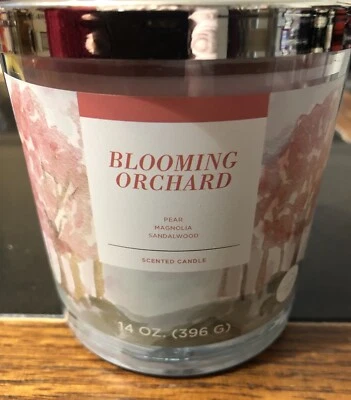 BLOOMING
ORCHARD
PEAR
MAGNOLIA
SANDALWOOD
SCENTED CANDLE
14 OZ. (396 G)